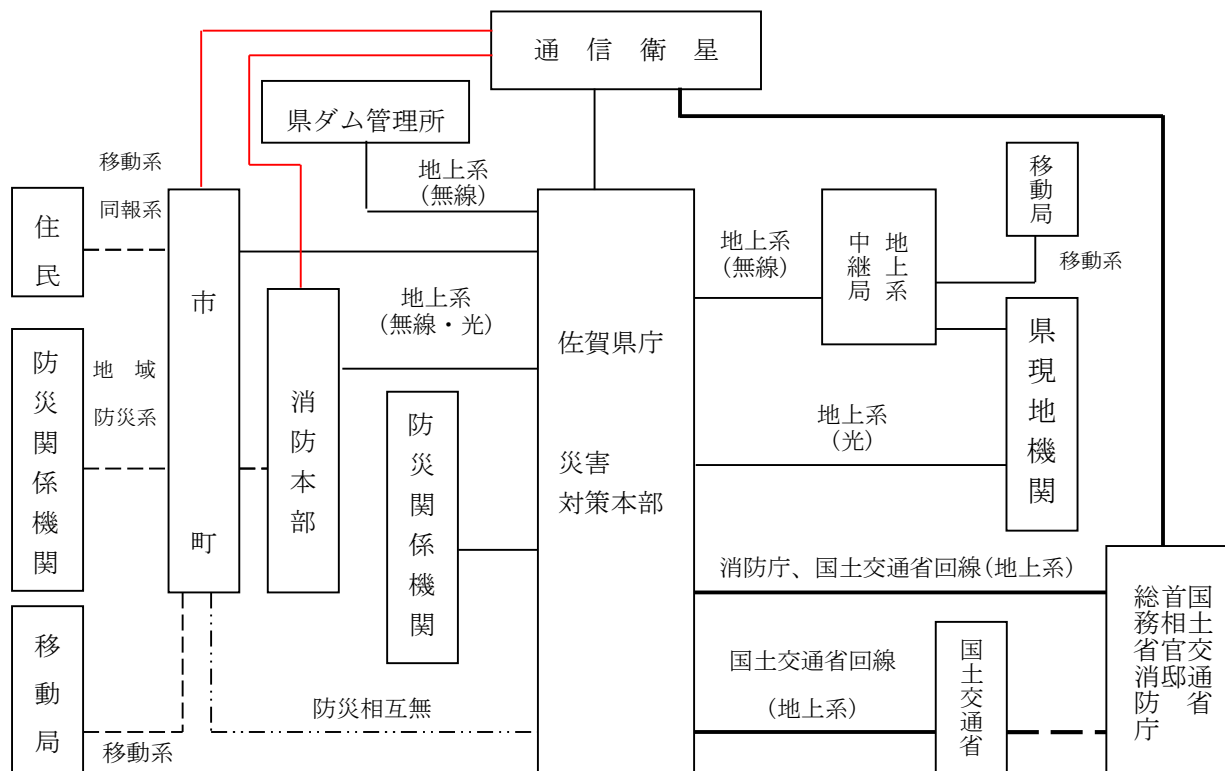 通信衛星
県ダム管理所
移動系
同報系
地上系
(無線)
移動局
住民
市町
地上系
(無線)
地上系
中継局
移動系
地上系
(無線・光)
佐賀県庁
災害
対策本部
県現地機関
防災関係機関
地域
防災系
消防本部
防災関係機関
地上系
(光)
消防庁、国土交通省回線(地上系)
国土交通省
首相官邸
総務省消防庁
移動局
移動系
防災相互無
国土交通省回線
(地上系)
国土交通省